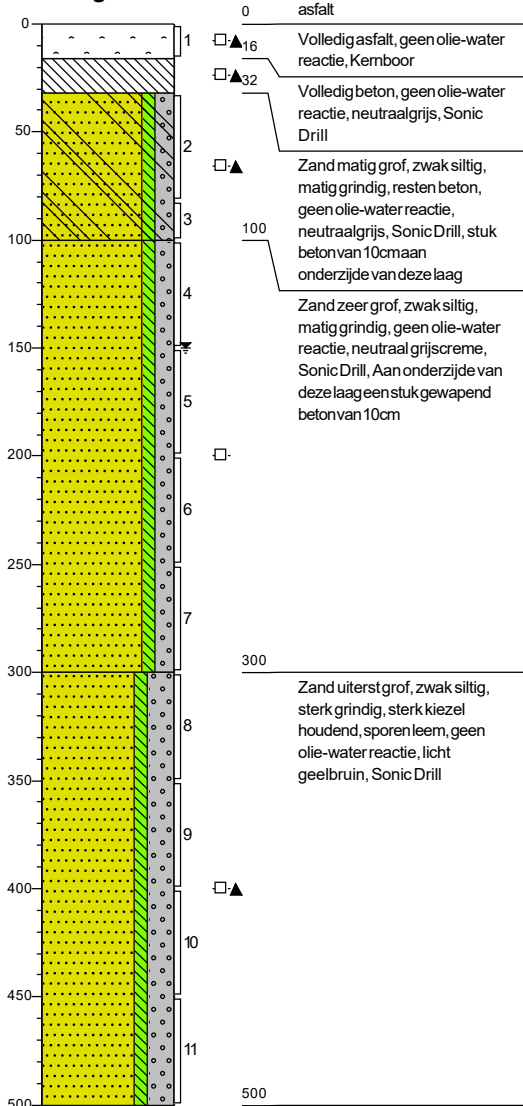 0
50
100
150
200
250
300
350
400
450
500
1
2
3
4
5
6
7
8
9
10
11
0
asfalt
16
Volledig asfalt, geen olie-water
reactie, Kernboor
32
Volledig beton, geen olie-water
reactie, neutraalgrijs, Sonic
Drill
Zand matig grof, zwak siltig,
matig grindig, resten beton,
geen olie-water reactie,
neutraalgrijs, Sonic Drill, stuk
beton van 10cm aan
onderzijde van deze laag
100
Zand zeer grof, zwak siltig,
matig grindig, geen olie-water
reactie, neutraal grijscreme,
Sonic Drill, Aan onderzijde van
deze laag een stuk gewapend
beton van 10cm
300
Zand uiterst grof, zwak siltig,
sterk grindig, sterk kiezel
houdend, sporen leem, geen
olie-water reactie, licht
geelbruin, Sonic Drill
500